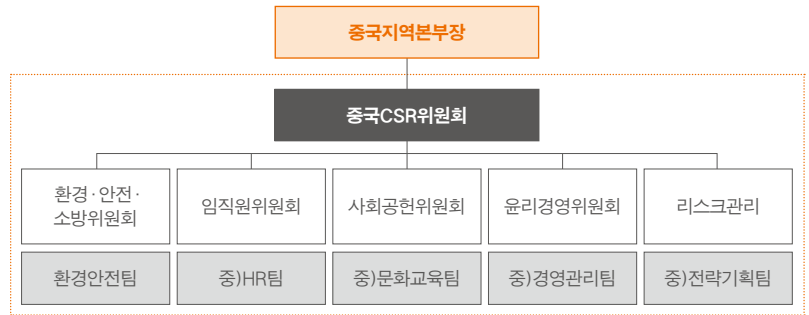 중국지역본부장
중국CSR위원회
환경·안전·
소방위원회
임직원위원회
사회공헌위원회
윤리경영위원회
리스크관리
환경안전팀
중)HR팀
중)문화교육팀
중)경영관리팀
중)전략기획팀